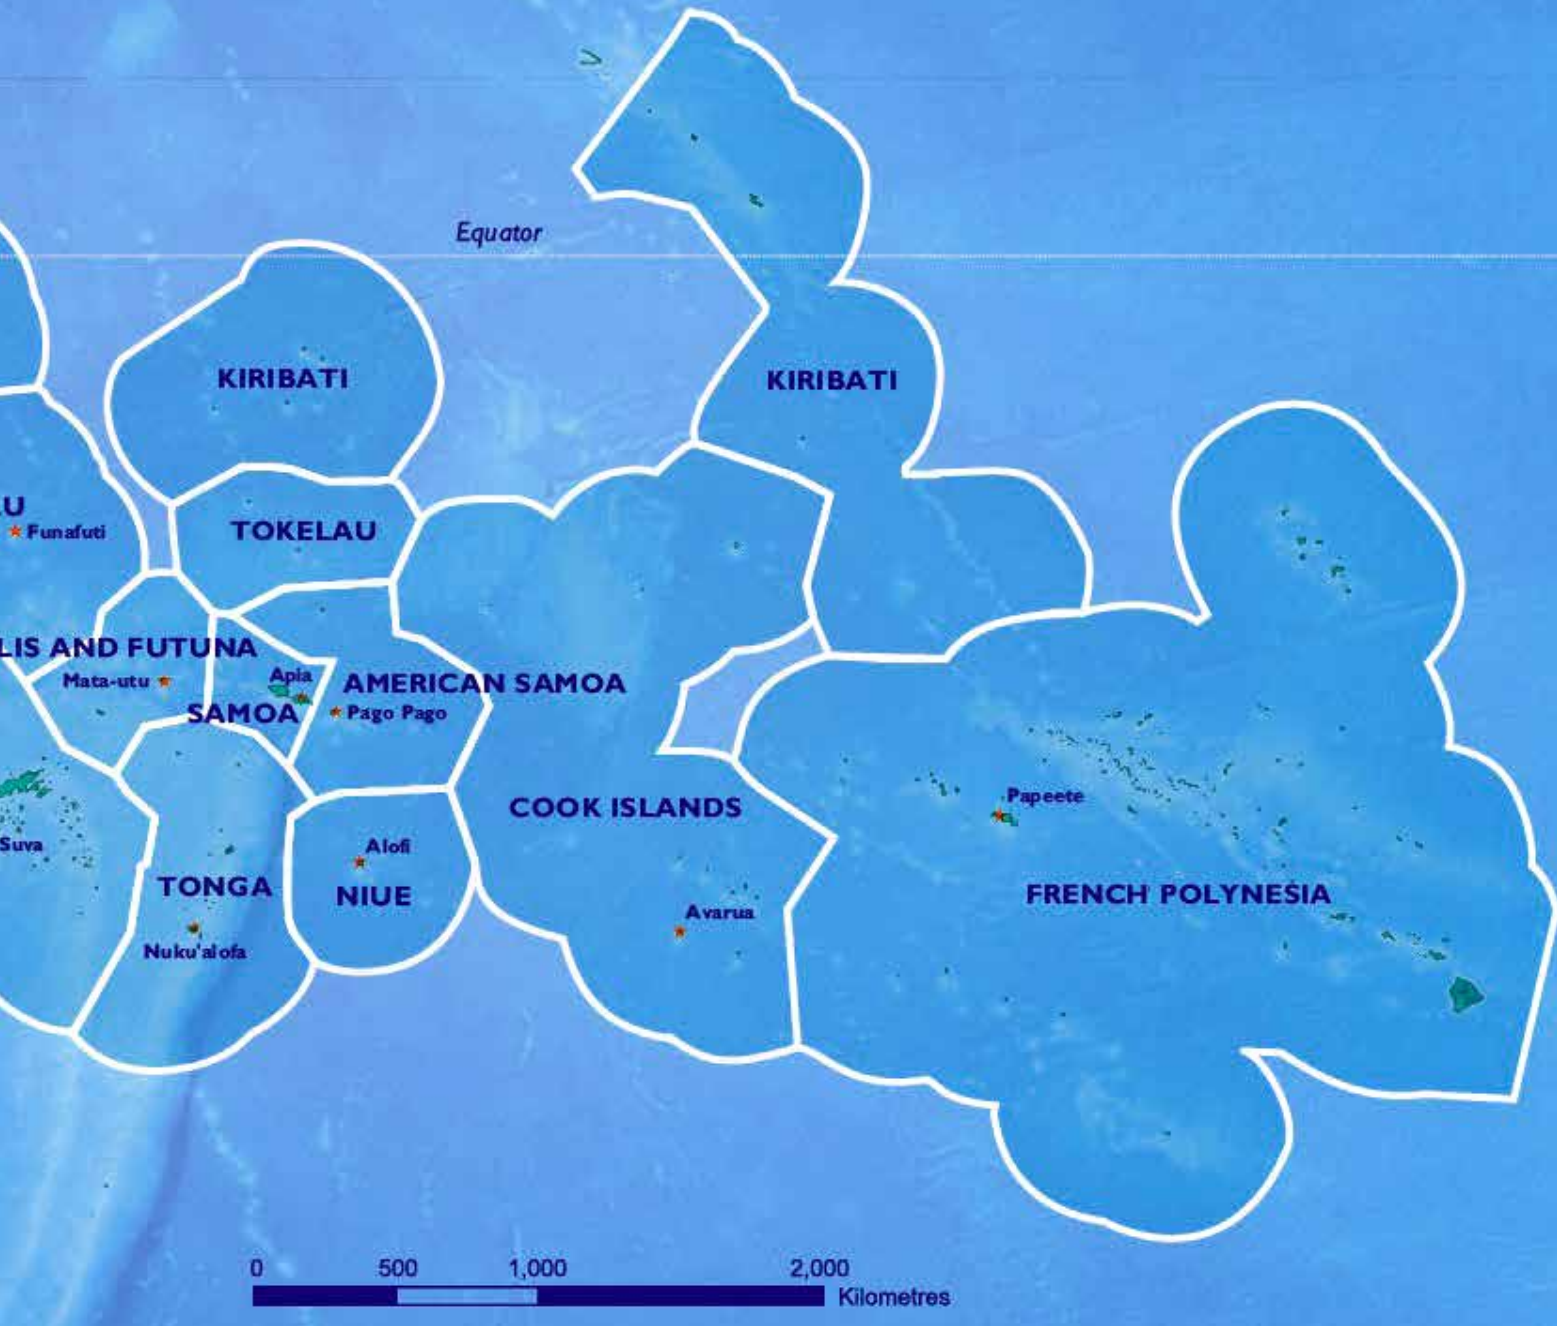 Equator
KIRIBATI
KIRIBATI
U
Funafuti
TOKELAU
LIS AND FUTUNA
Mata-utu
Apia
SAMOA
AMERICAN SAMOA
Pago Pago
COOK ISLANDS
Papeete
Suva
Alofi
NIUE
TONGA
Nuku'alofa
Avarua
FRENCH POLYNESIA
0 500 1,000 2,000
Kilometres